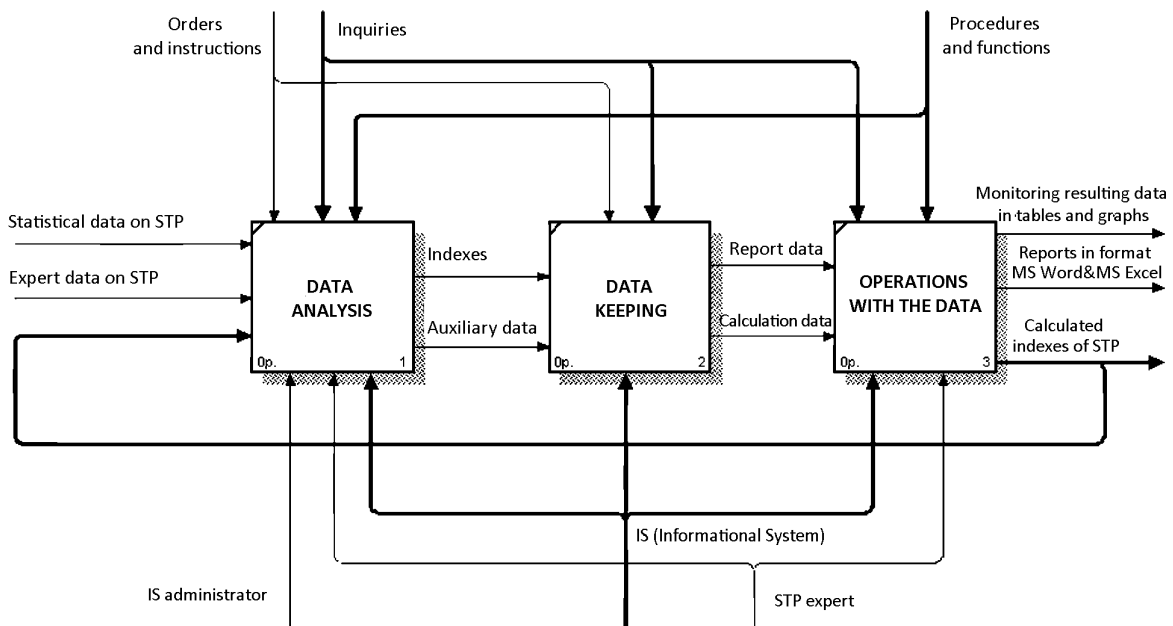 Orders
and instructions
Inquiries
Procedures
and functions
Statistical data on STP
Expert data on STP
DATA
ANALYSIS
0p.
1
Indexes
Auxiliary data
DATA
KEEPING
0p.
2
Report data
Calculation data
OPERATIONS
WITH THE DATA
0p.
3
Monitoring resulting data
in tables and graphs
Reports in format
MS Word&MS Excel
Calculated
indexes of STP
IS (Informational System)
IS administrator
STP expert